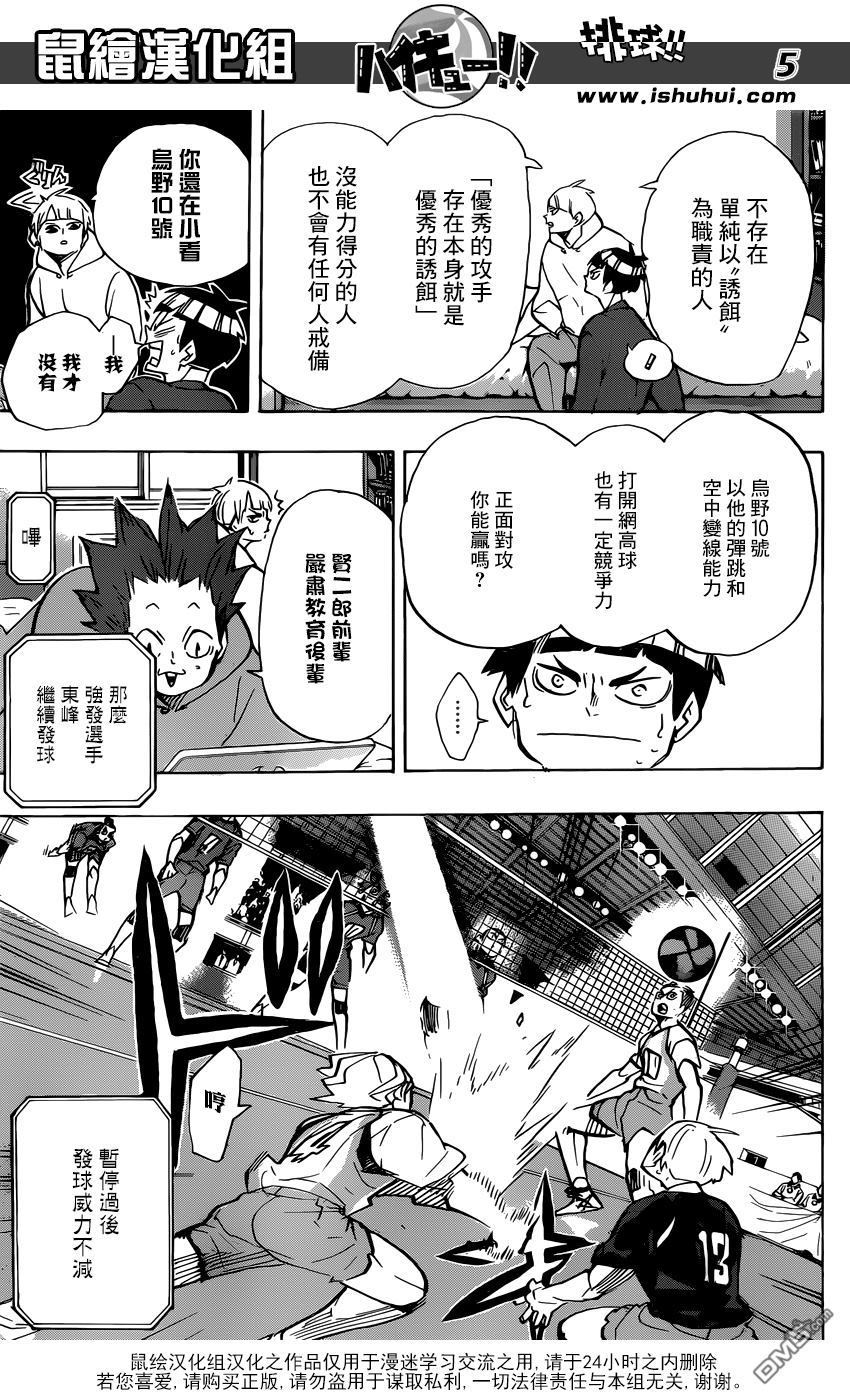 鼠繪漢化組
ハイキュー!!
排球!!
5
www.ishuhui.com
不存在
單純以〝誘餌〞
為職責的人
「優秀的攻手
存在本身就是
優秀的誘餌」
沒能力得分的人
也不會有任何人戒備
！
你還在小看
烏野10號
我—
我才
沒有
烏野10號
以他的彈跳和
空中變線能力
打開網高球
也有一定競爭力
正面對攻
你能贏嗎?
………
賢二郎前輩
嚴肅教育後輩
嗶
那麼
強發選手
東峰
繼續發球
哼
暫停過後
發球威力不減
13
鼠绘汉化组汉化之作品仅用于漫迷学习交流之用, 请于24小时之内删除
若您喜爱, 请购买正版, 请勿用于谋取私利, 一切法律责任与本组无关, 谢谢.